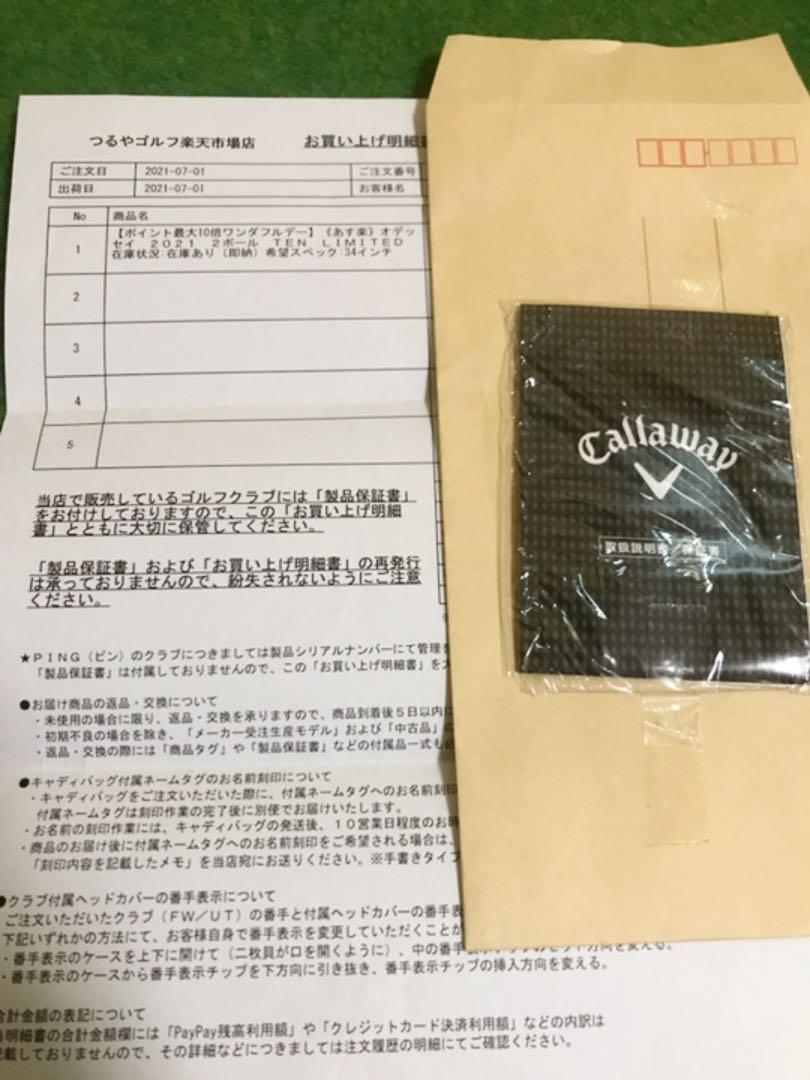 つるやゴルフ楽天市場店 お買い上げ明細書
ご注文日 2021-07-01 ご注文番号
出荷日 2021-07-01 お客様名
No 商品名
1 【ポイント最大10倍ワンダフルデー】《あす楽》オデッ
セイ 2021 2ボール TEN LIMITED
在庫状況:在庫あり(即納)希望スペック:34インチ
2
3
4
5
当店で販売しているゴルフクラブには「製品保証書」
をお付けしておりますので、この「お買い上げ明細
書」とともに大切に保管してください。
「製品保証書」および「お買い上げ明細書」の再発行
は承っておりませんので、紛失されないようにご注意
ください。
★PING(ピン)のクラブにつきましては製品シリアルナンバーにて管理を
「製品保証書」は付属しておりませんので、この「お買い上げ明細書」を
●お届け商品の返品・交換について
・未使用の場合に限り、返品・交換を承りますので、商品到着後5日以内に
・初期不良の場合を除き、「メーカー受注生産モデル」および「中古品」の
・返品・交換の際には「商品タグ」や「製品保証書」などの付属品一式も
●キャディバッグ付属ネームタグのお名前刻印について
・キャディバッグをご注文いただいた際に、付属ネームタグへのお名前刻印
付属ネームタグは刻印作業の完了後に別便でお届けいたします。
・お名前の刻印作業には、キャディバッグの発送後、10営業日程度のお時
・商品のお届け後に付属ネームタグへのお名前刻印をご希望される場合は、
「刻印内容を記載したメモ」を当店宛にお送りください。※手書きタイプ
●クラブ付属ヘッドカバーの番手表示について
ご注文いただいたクラブ(FW/UT)の番手と付属ヘッドカバーの番手表
下記いずれかの方法にて、お客様自身で番手表示を変更していただくことが
・番手表示のケースを上下に開けて(二枚貝が口を開くように)、中の番手表示チップのセット方向を変える。
・番手表示のケースから番手表示チップを下方向に引き抜き、番手表示チップの挿入方向を変える。
合計金額の表記について
当明細書の合計金額欄には「PayPay残高利用額」や「クレジットカード決済利用額」などの内訳は
記載しておりませんので、その詳細などにつきましては注文履歴の明細にてご確認ください。
Callaway
取扱説明書/保証書